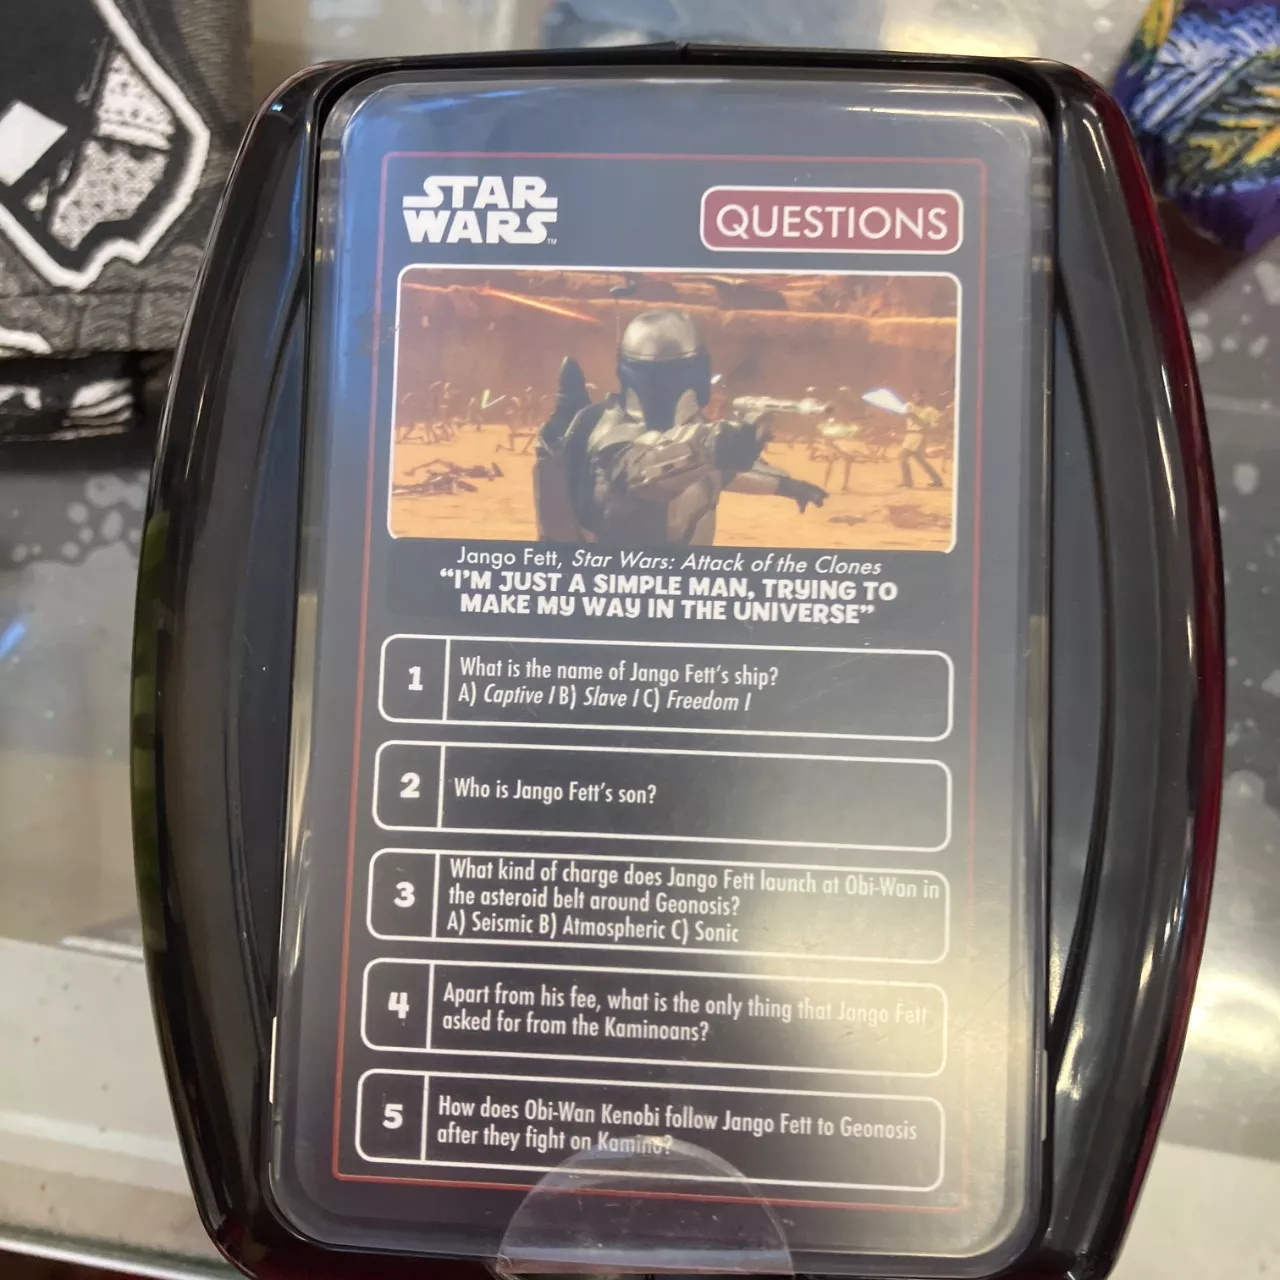 STAR
WARS™
QUESTIONS
Jango Fett, Star Wars: Attack of the Clones
“I'M JUST A SIMPLE MAN, TRYING TO
MAKE MY WAY IN THE UNIVERSE”
1
What is the name of Jango Fett's ship?
A) Captive I B) Slave I C) Freedom I
2
Who is Jango Fett's son?
3
What kind of charge does Jango Fett launch at Obi-Wan in
the asteroid belt around Geonosis?
A) Seismic B) Atmospheric C) Sonic
4
Apart from his fee, what is the only thing that Jango Fett
asked for from the Kaminoans?
5
How does Obi-Wan Kenobi follow Jango Fett to Geonosis
after they fight on Kamino?